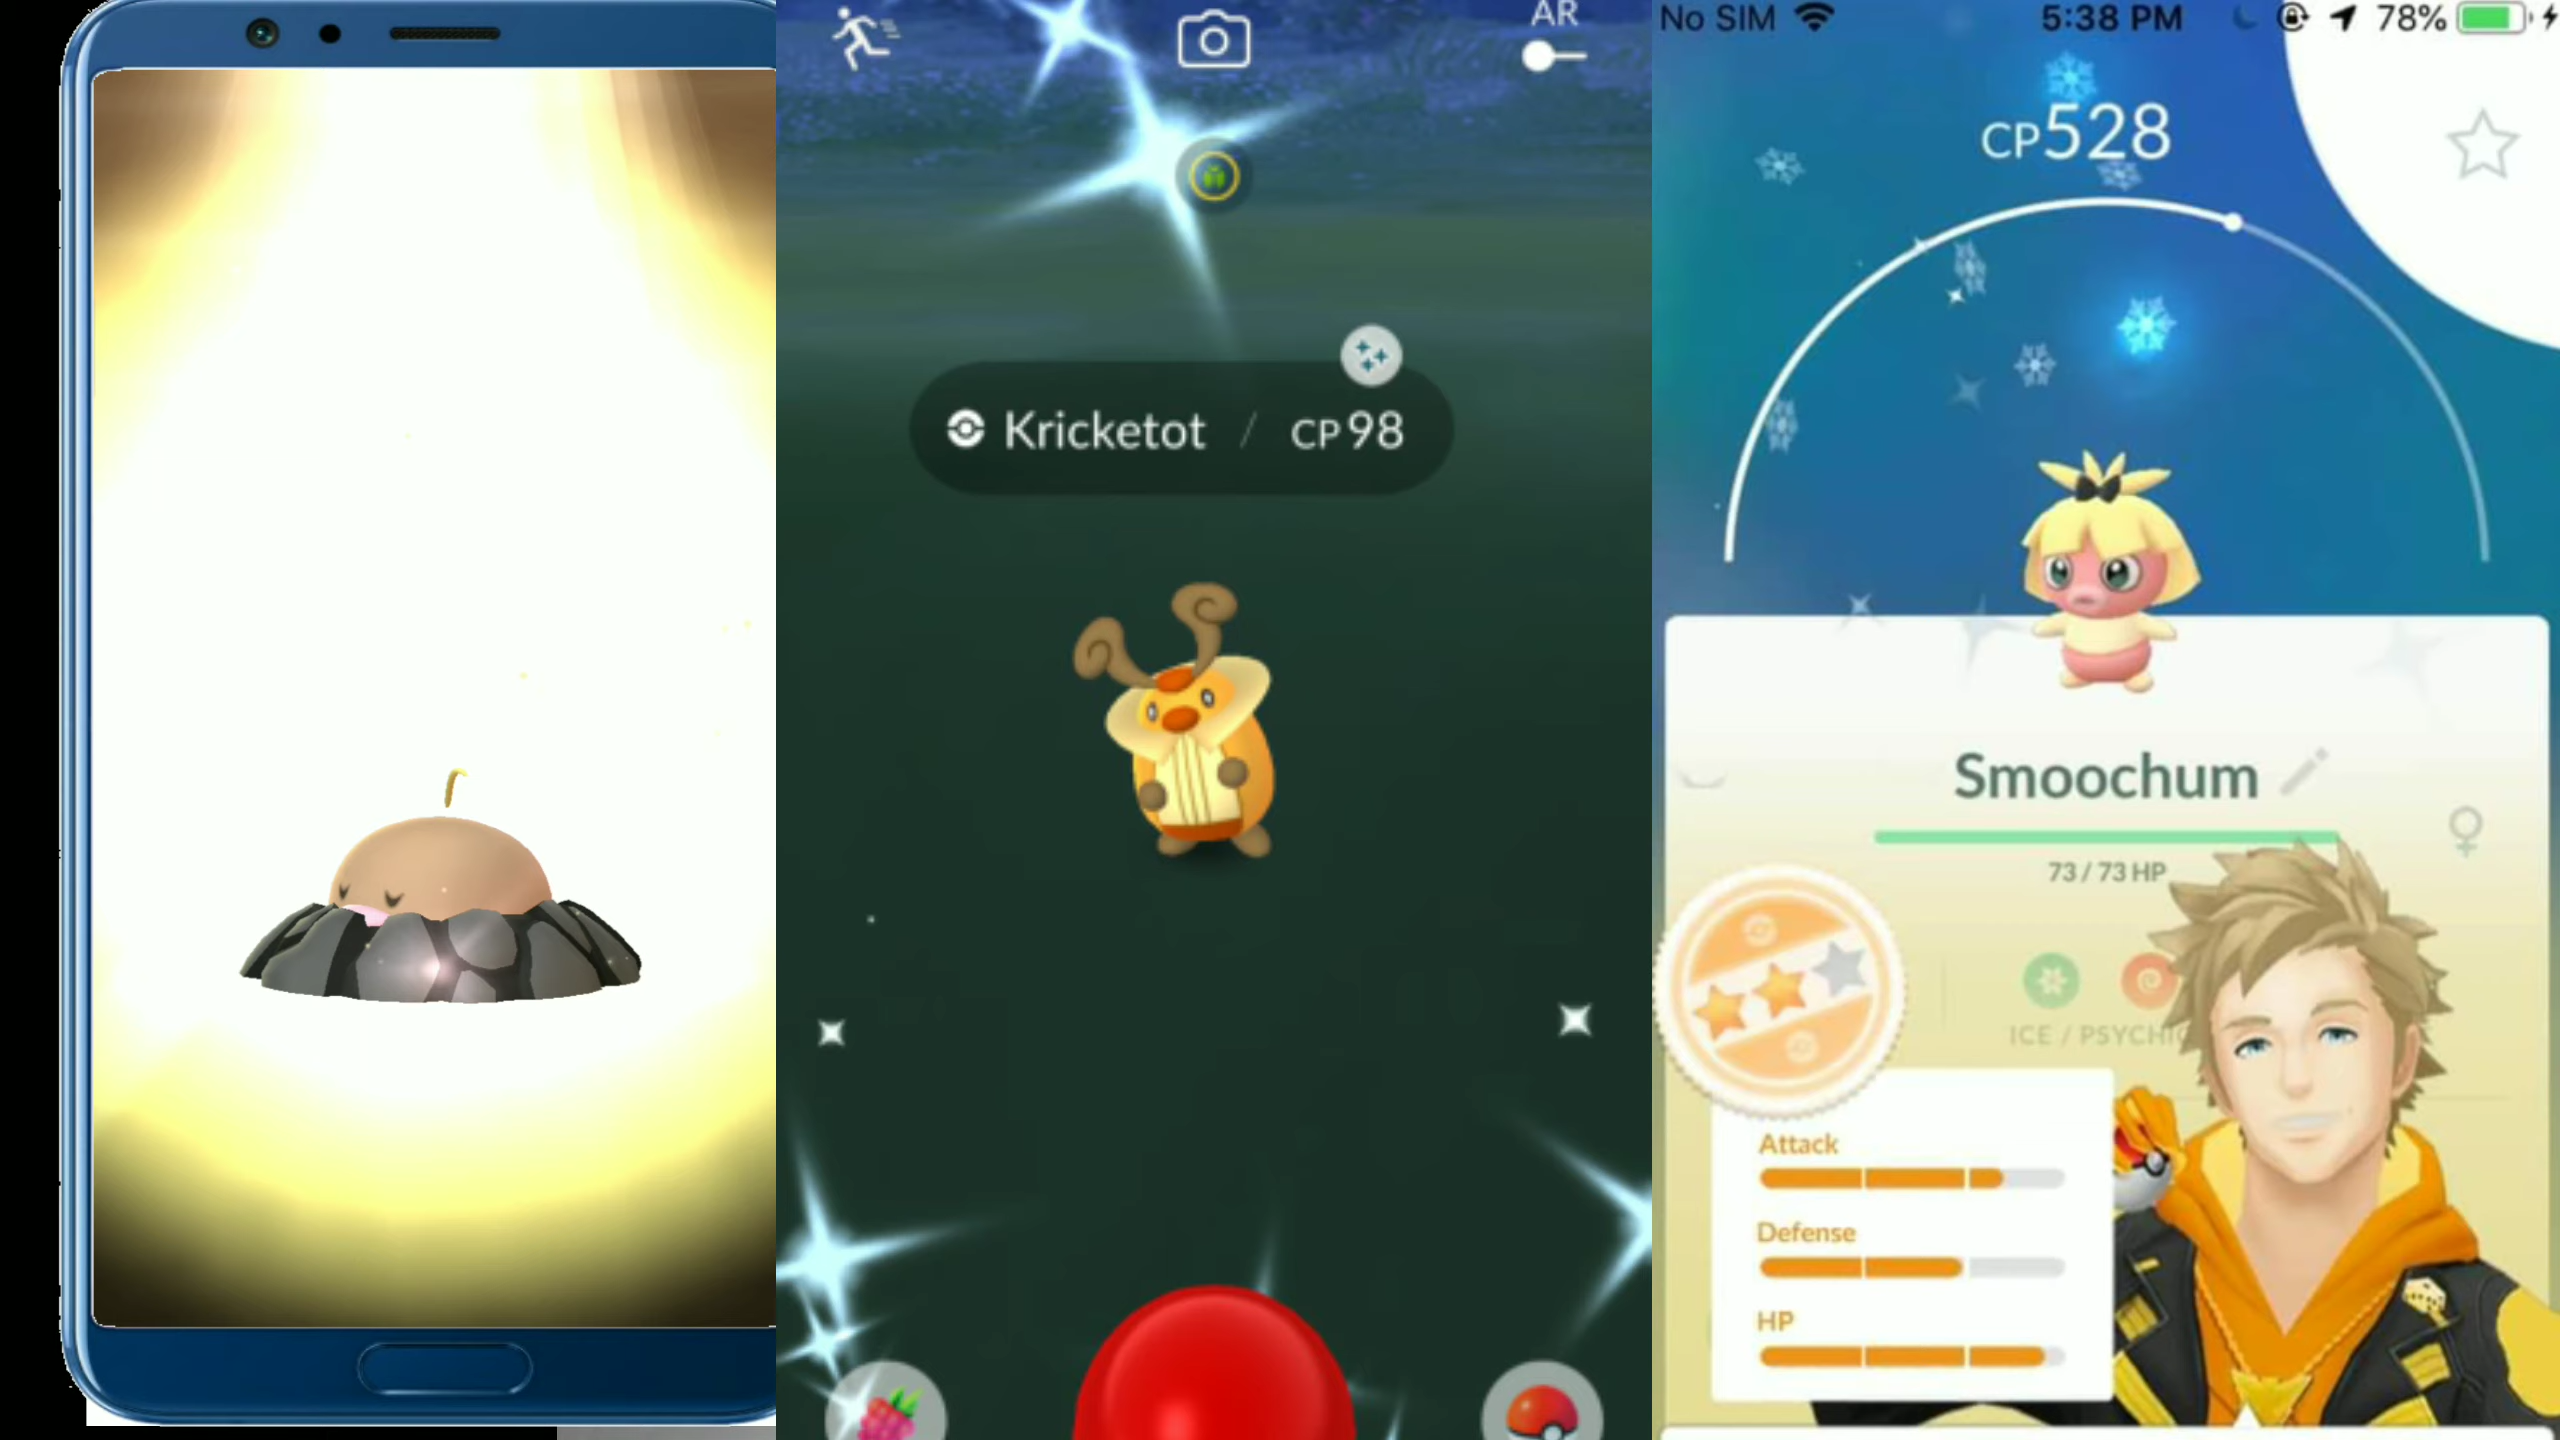 AR
Kricketot / CP98
No SIM 5:38 PM 78%
CP528
Smoochum
73 / 73 HP
ICE / PSYCHIC
Attack
Defense
HP